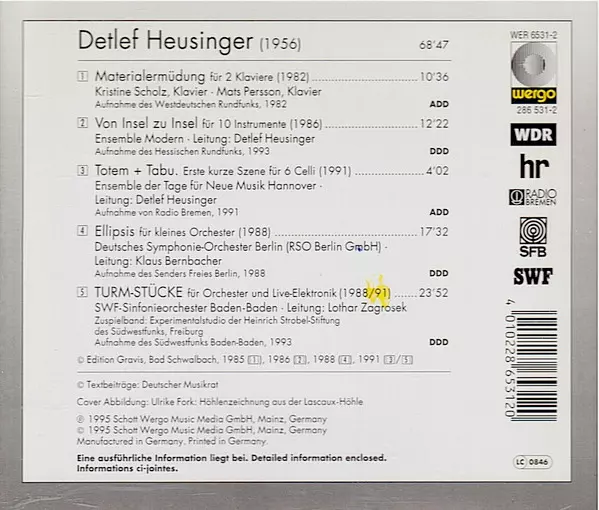 Detlef Heusinger (1956) 68'47
1 Materialermüdung für 2 Klaviere (1982) 10'36
Kristine Scholz, Klavier · Mats Persson, Klavier
Aufnahme des Westdeutschen Rundfunks, 1982 ADD
2 Von Insel zu Insel für 10 Instrumente (1986) 12'22
Ensemble Modern · Leitung: Detlef Heusinger
Aufnahme des Hessischen Rundfunks, 1993 DDD
3 Totem + Tabu. Erste kurze Szene für 6 Celli (1991) 4'02
Ensemble der Tage für Neue Musik Hannover ·
Leitung: Detlef Heusinger
Aufnahme von Radio Bremen, 1991 ADD
4 Ellipsis für kleines Orchester (1988) 17'32
Deutsches Symphonie-Orchester Berlin (RSO Berlin GmbH) ·
Leitung: Klaus Bernbacher
Aufnahme des Senders Freies Berlin, 1988 DDD
5 TURM-STÜCKE für Orchester und Live-Elektronik (1988/91) 23'52
SWF-Sinfonieorchester Baden-Baden · Leitung: Lothar Zagrosek
Zuspielband: Experimentalstudio der Heinrich Strobel-Stiftung
des Südwestfunks, Freiburg
Aufnahme des Südwestfunks Baden-Baden, 1993 DDD
© Edition Gravis, Bad Schwalbach, 1985 (1), 1986 (2), 1988 (4), 1991 (3/5)
© Textbeiträge: Deutscher Musikrat
Cover Abbildung: Ulrike Fork: Höhlenzeichnung aus der Lascaux-Höhle
℗ 1995 Schott Wergo Music Media GmbH, Mainz, Germany
© 1995 Schott Wergo Music Media GmbH, Mainz, Germany
Manufactured in Germany. Printed in Germany.
Eine ausführliche Information liegt bei. Detailed information enclosed.
Informations ci-jointes.
WER 6531-2
wergo
286 531-2
WDR
hr
RADIO
BREMEN
SFB
SWF
4 010228 653120
LC 0846